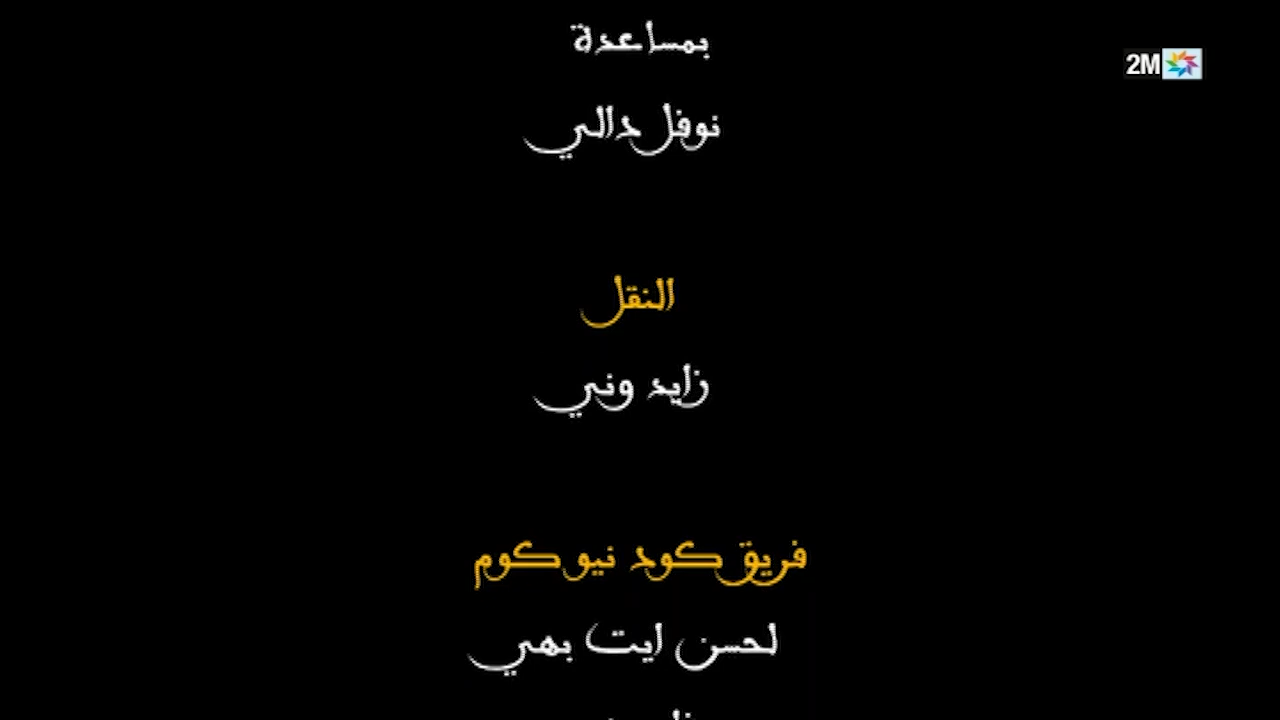 بمساعدة
2M
نوفل دالي
النقل
زايد وني
فريق كود نيوكوم
لحسن ايت بهي